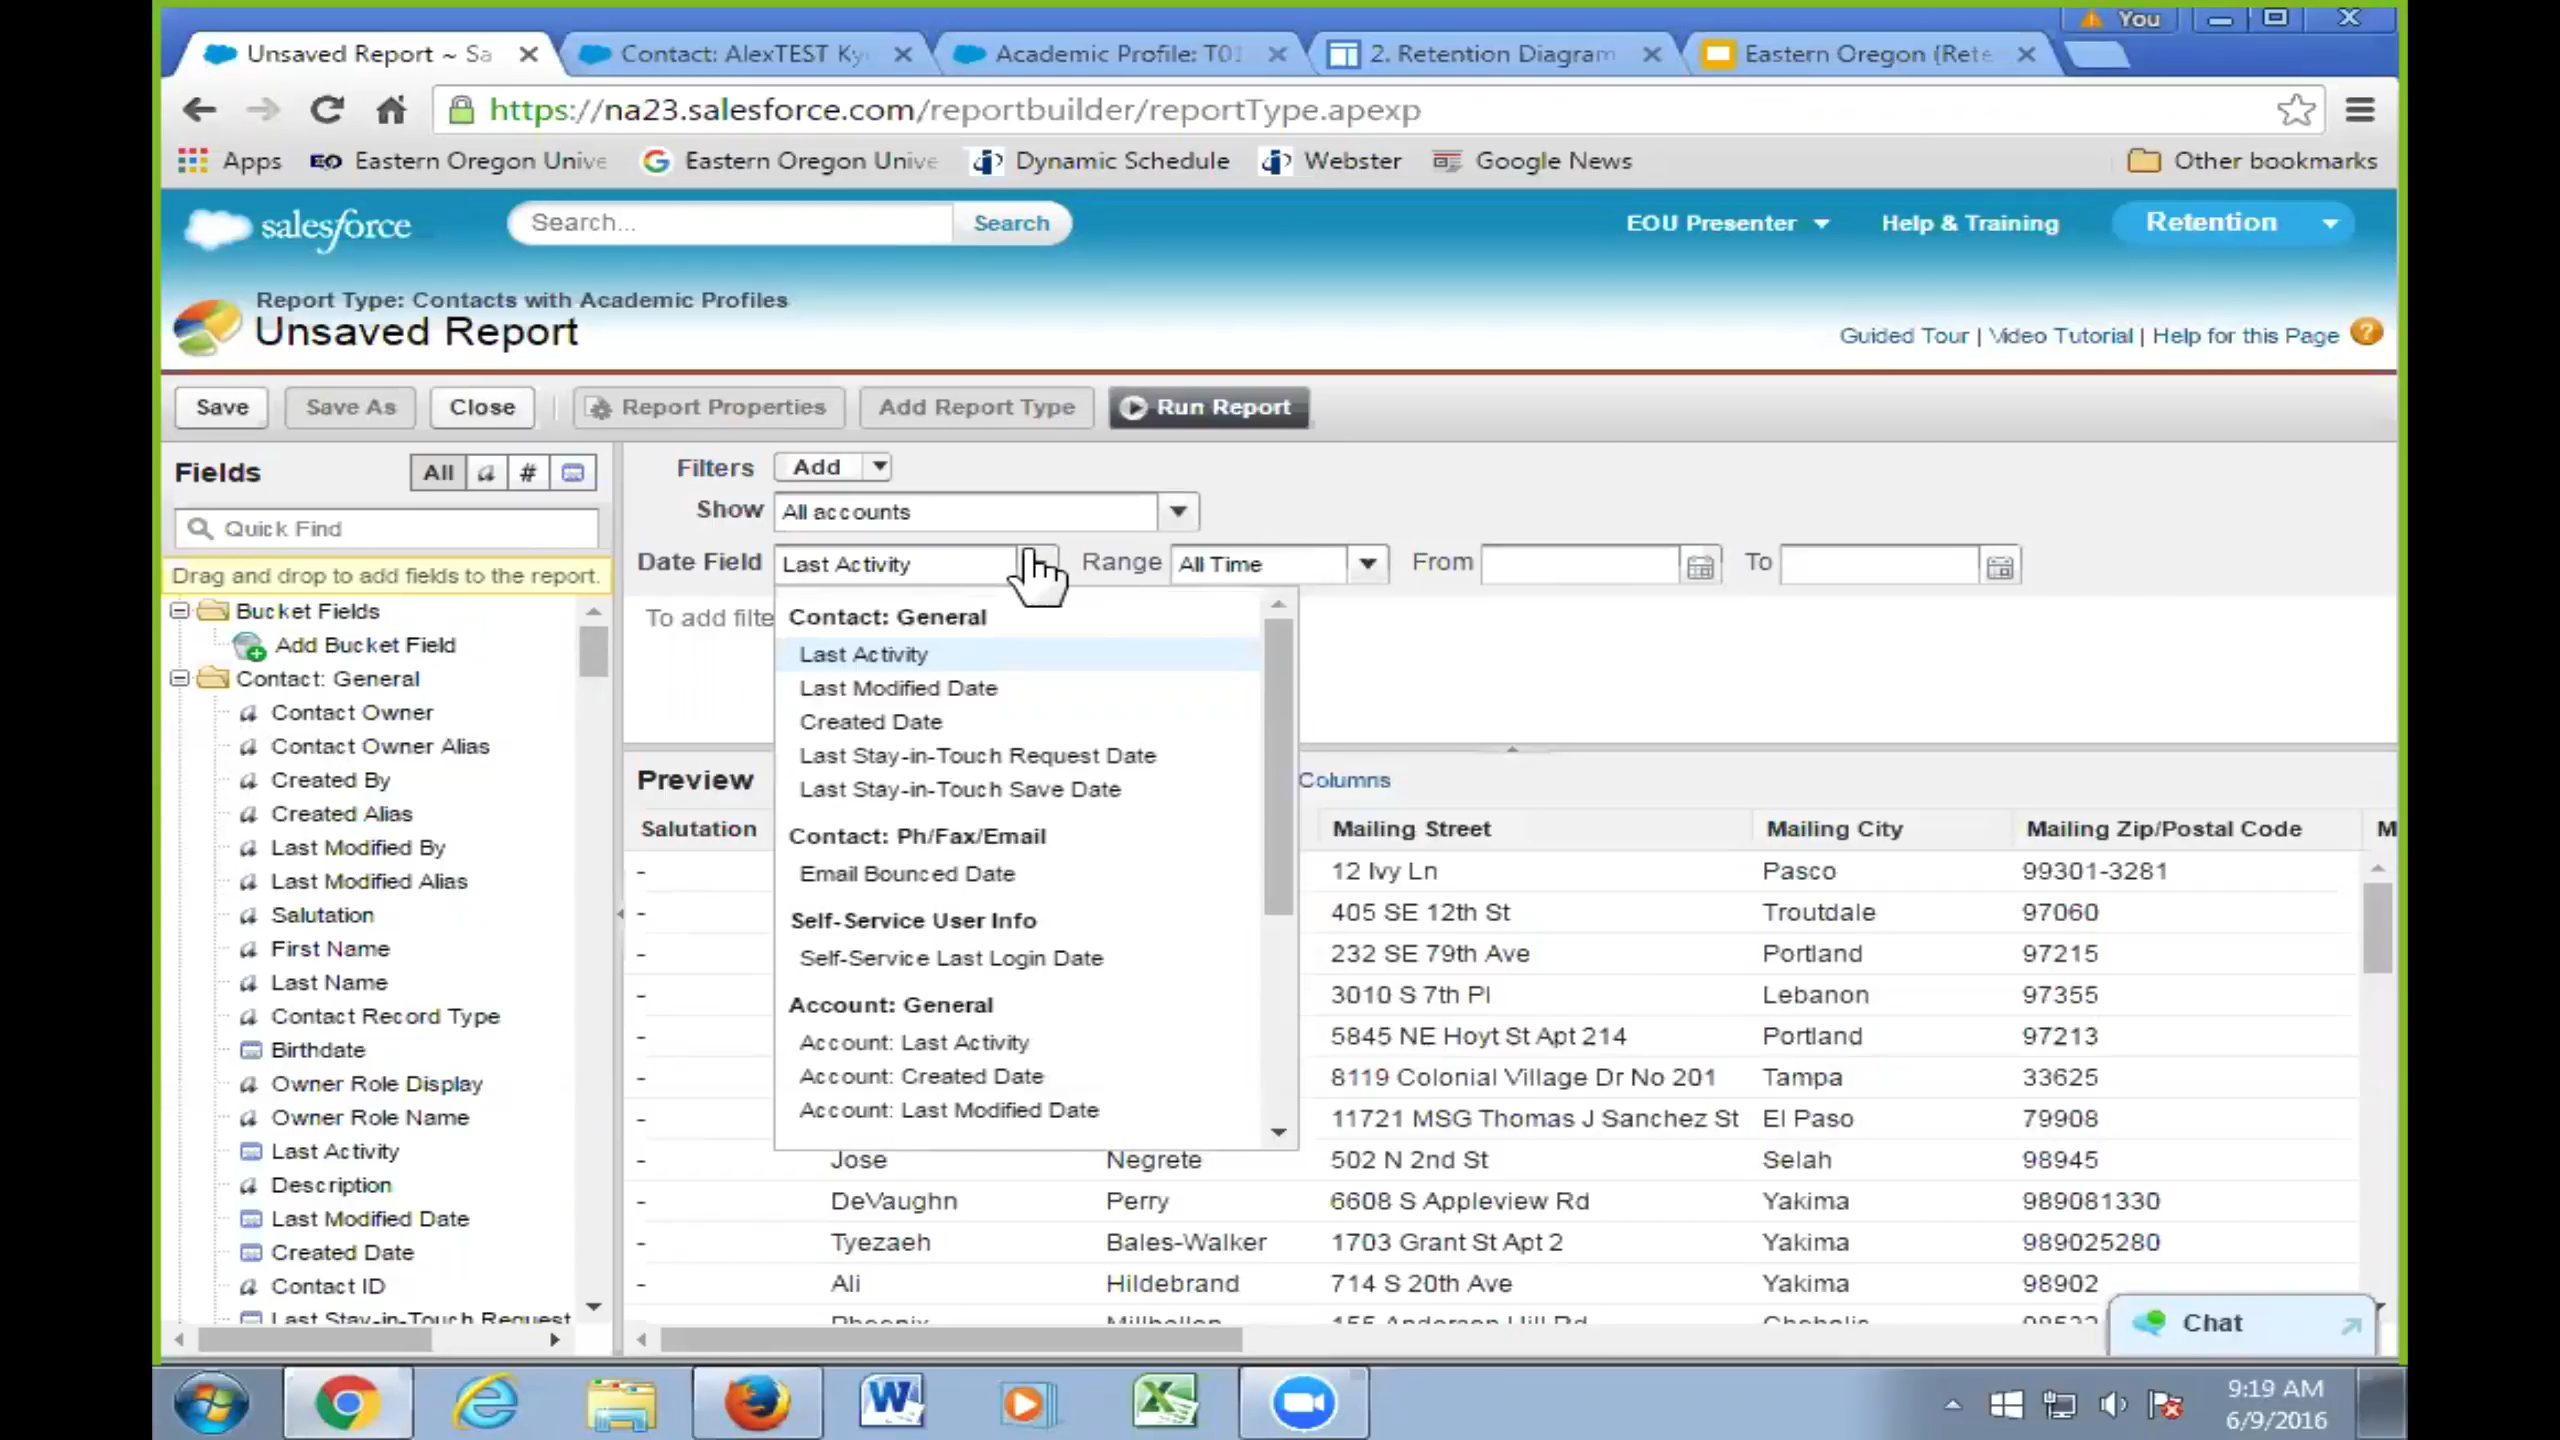 You
Unsaved Report ~ Sa
Contact: AlexTEST Ky
Academic Profile: T01
2. Retention Diagram
Eastern Oregon (Rete
https://na23.salesforce.com/reportbuilder/reportType.apexp
Apps
Eastern Oregon Unive
Eastern Oregon Unive
Dynamic Schedule
Webster
Google News
Other bookmarks
salesforce
Search...
Search
EOU Presenter
Help & Training
Retention
Report Type: Contacts with Academic Profiles
Unsaved Report
Guided Tour | Video Tutorial | Help for this Page
Save
Save As
Close
Report Properties
Add Report Type
Run Report
Fields
All
#
Quick Find
Drag and drop to add fields to the report.
Bucket Fields
Add Bucket Field
Contact: General
Contact Owner
Contact Owner Alias
Created By
Created Alias
Last Modified By
Last Modified Alias
Salutation
First Name
Last Name
Contact Record Type
Birthdate
Owner Role Display
Owner Role Name
Last Activity
Description
Last Modified Date
Created Date
Contact ID
Last Stay-in-Touch Request
Filters
Add
Show
All accounts
Date Field
Last Activity
Range
All Time
From
To
To add filte
Contact: General
Last Activity
Last Modified Date
Created Date
Last Stay-in-Touch Request Date
Last Stay-in-Touch Save Date
Contact: Ph/Fax/Email
Email Bounced Date
Self-Service User Info
Self-Service Last Login Date
Account: General
Account: Last Activity
Account: Created Date
Account: Last Modified Date
Preview
Columns
Salutation Mailing Street Mailing City Mailing Zip/Postal Code M
- 12 Ivy Ln Pasco 99301-3281
- 405 SE 12th St Troutdale 97060
- 232 SE 79th Ave Portland 97215
- 3010 S 7th Pl Lebanon 97355
- 5845 NE Hoyt St Apt 214 Portland 97213
- 8119 Colonial Village Dr No 201 Tampa 33625
- 11721 MSG Thomas J Sanchez St El Paso 79908
- Jose Negrete 502 N 2nd St Selah 98945
- DeVaughn Perry 6608 S Appleview Rd Yakima 989081330
- Tyezaeh Bales-Walker 1703 Grant St Apt 2 Yakima 989025280
- Ali Hildebrand 714 S 20th Ave Yakima 98902
Chat
9:19 AM
6/9/2016